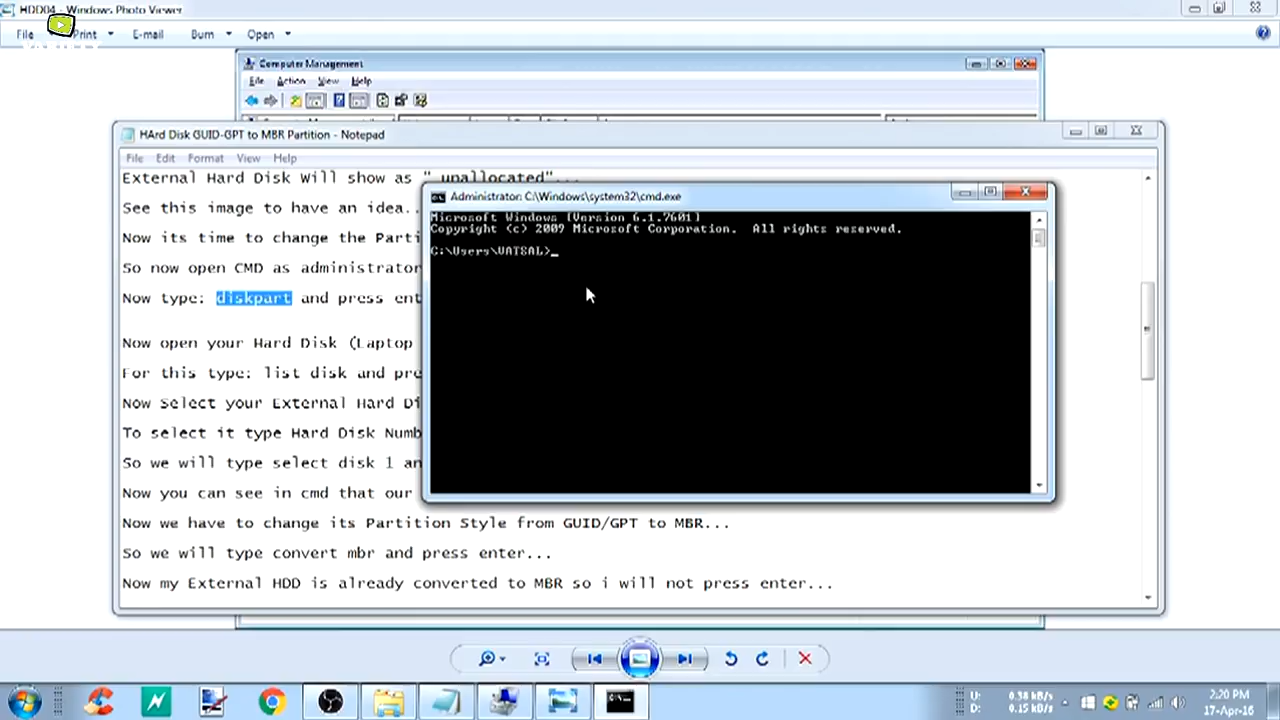 HDD04 - Windows Photo Viewer
File Print E-mail Burn Open
Computer Management
File Action View Help
HArd Disk GUID-GPT to MBR Partition - Notepad
File Edit Format View Help
External Hard Disk Will show as " unallocated"...
See this image to have an idea..
Now its time to change the Parti
So now open CMD as administrator
Now type: diskpart and press ent
Now open your Hard Disk (Laptop
For this type: list disk and pre
Now Select your External Hard Di
To select it type Hard Disk Numb
So we will type select disk 1 an
Now you can see in cmd that our
Now we have to change its Partition Style from GUID/GPT to MBR...
So we will type convert mbr and press enter...
Now my External HDD is already converted to MBR so i will not press enter...
Administrator: C:\Windows\system32\cmd.exe
Microsoft Windows [Version 6.1.7601]
Copyright (c) 2009 Microsoft Corporation. All rights reserved.
C:\Users\VATSAL>_
U: 0.38 kB/s
D: 0.15 kB/s
2:20 PM
17-Apr-16